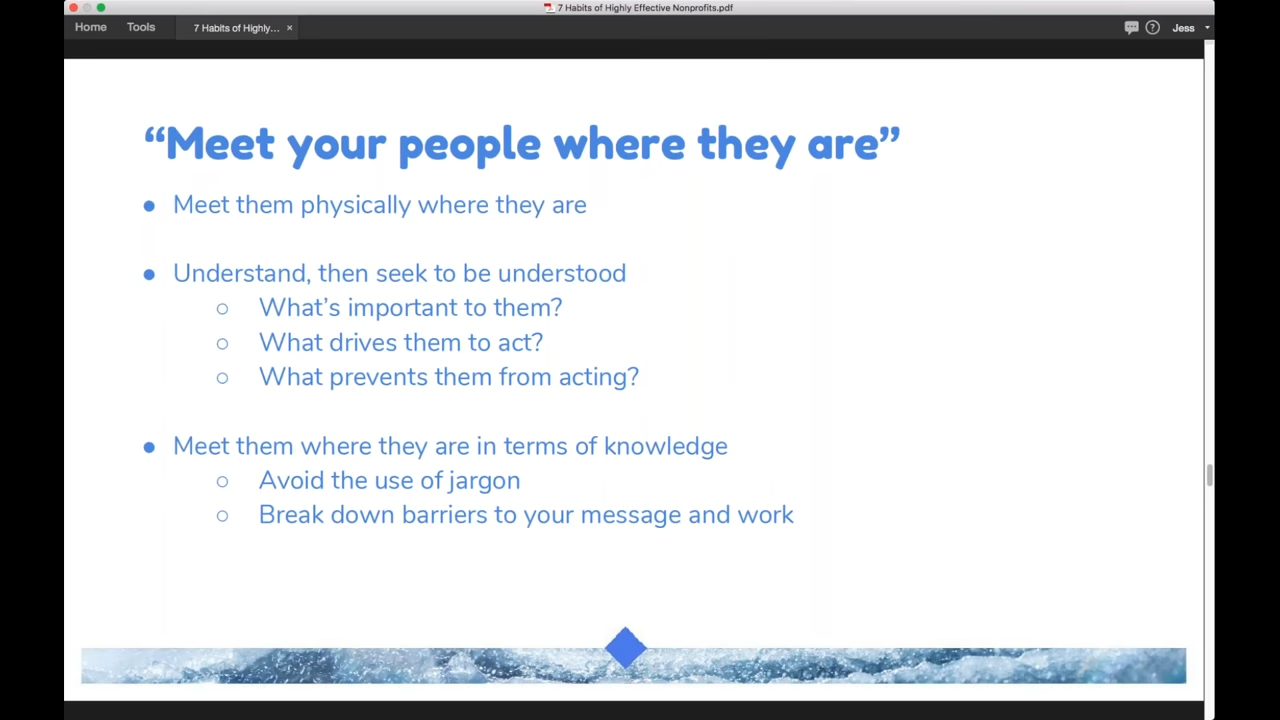 7 Habits of Highly Effective Nonprofits.pdf
Home Tools 7 Habits of Highly... × ? Jess
“Meet your people where they are”
● Meet them physically where they are
● Understand, then seek to be understood
○ What’s important to them?
○ What drives them to act?
○ What prevents them from acting?
● Meet them where they are in terms of knowledge
○ Avoid the use of jargon
○ Break down barriers to your message and work